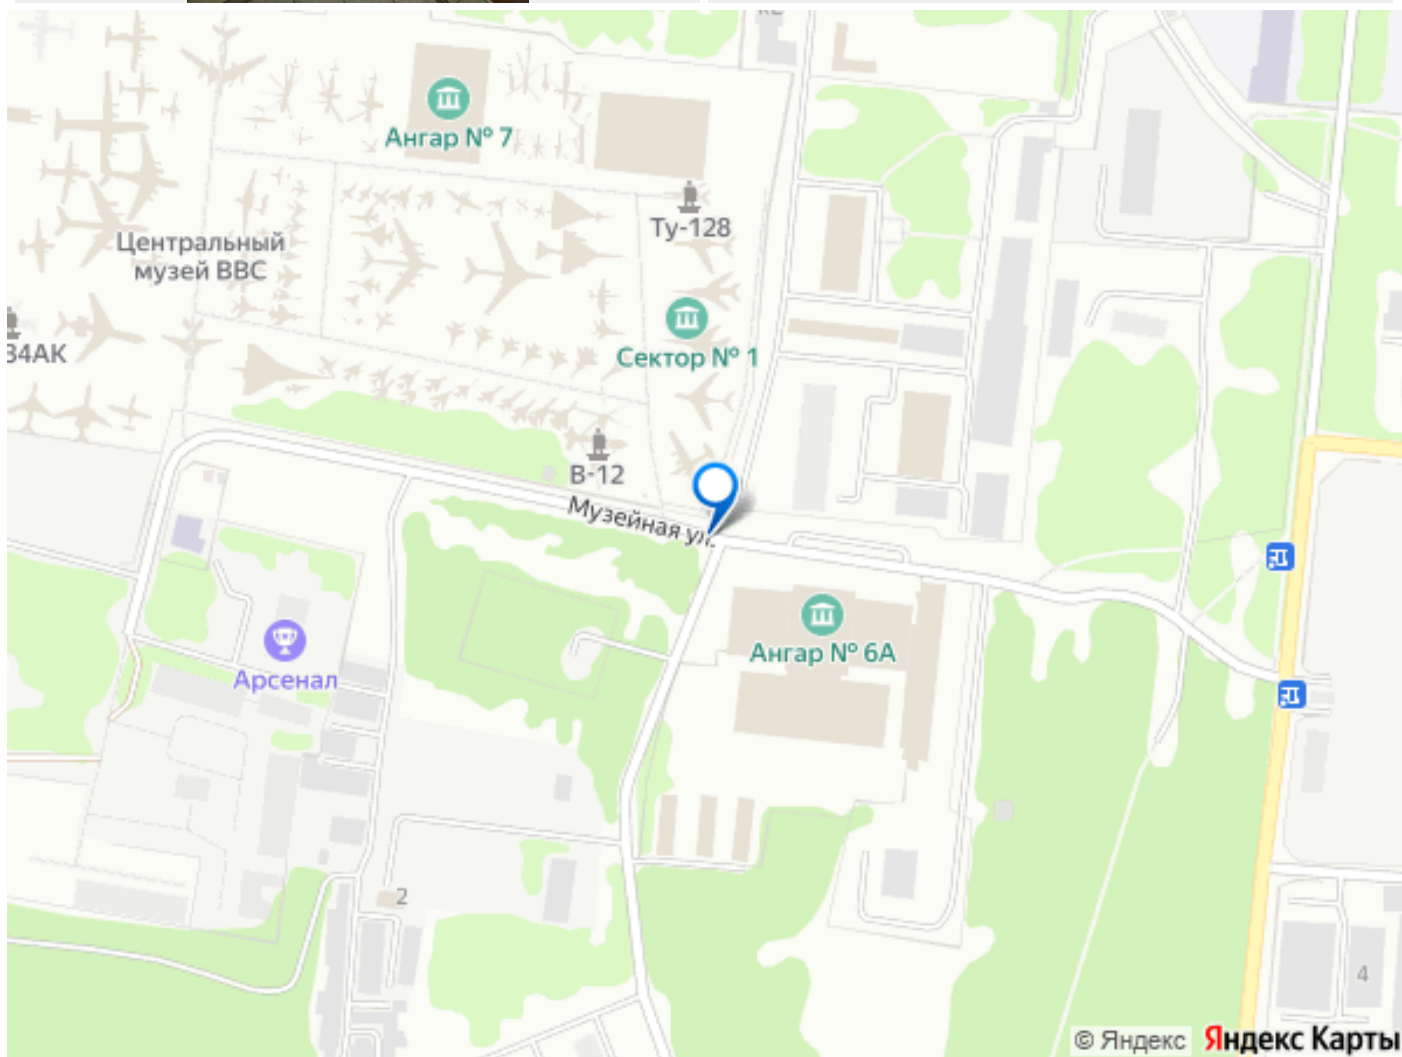 Ангар № 7
Ту-128
Центральный
музей ВВС
Сектор № 1
34АК
В-12
Музейная ул.
Ангар № 6А
Арсенал
2
4
© Яндекс Яндекс Карты